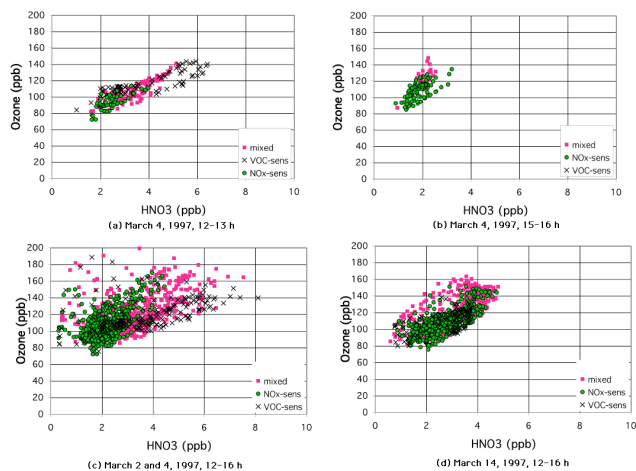 200
180
160
140
120
100
80
60
40
20
0
Ozone (ppb)
mixed
VOC-sens
NOx-sens
0 2 4 6 8 10
HNO3 (ppb)
(a) March 4, 1997, 12-13 h
200
180
160
140
120
100
80
60
40
20
0
Ozone (ppb)
mixed
VOC-sens
NOx-sens
0 2 4 6 8 10
HNO3 (ppb)
(b) March 4, 1997, 15-16 h
200
180
160
140
120
100
80
60
40
20
0
Ozone (ppb)
mixed
NOx-sens
VOC-sens
0 2 4 6 8 10
HNO3 (ppb)
(c) March 2 and 4, 1997, 12-16 h
200
180
160
140
120
100
80
60
40
20
0
Ozone (ppb)
mixed
NOx-sens
VOC-sens
0 2 4 6 8 10
HNO3 (ppb)
(d) March 14, 1997, 12-16 h